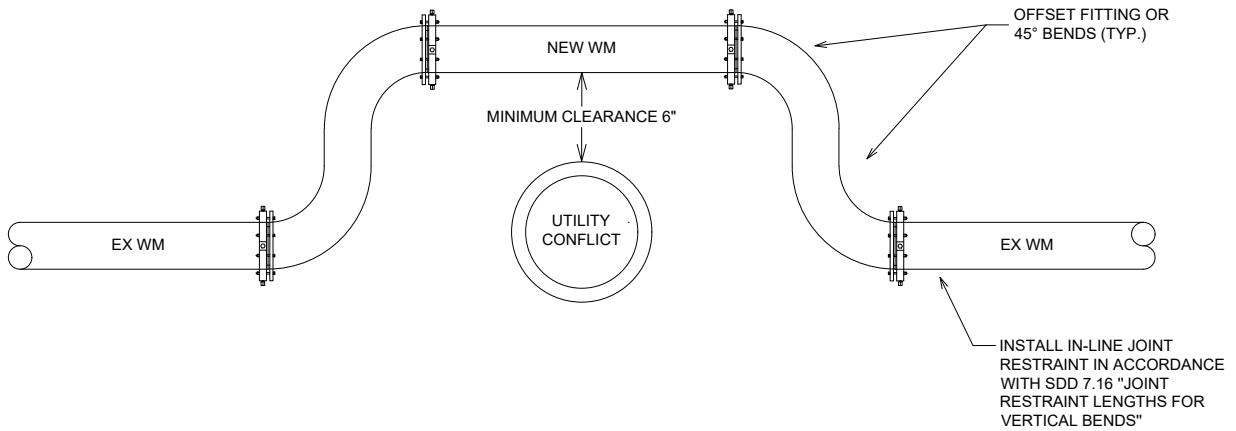 OFFSET FITTING OR
45° BENDS (TYP.)
NEW WM
MINIMUM CLEARANCE 6"
UTILITY
CONFLICT
EX WM
EX WM
INSTALL IN-LINE JOINT
RESTRAINT IN ACCORDANCE
WITH SDD 7.16 "JOINT
RESTRAINT LENGTHS FOR
VERTICAL BENDS"